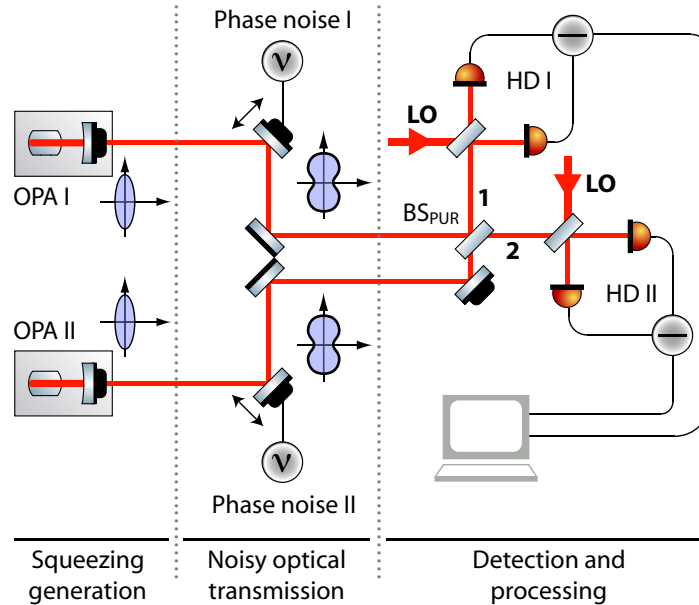 Phase noise I
ν
HD I
LO
OPA I
1
LO
BSPUR
2
OPA II
HD II
ν
Phase noise II
Squeezing
generation
Noisy optical
transmission
Detection and
processing